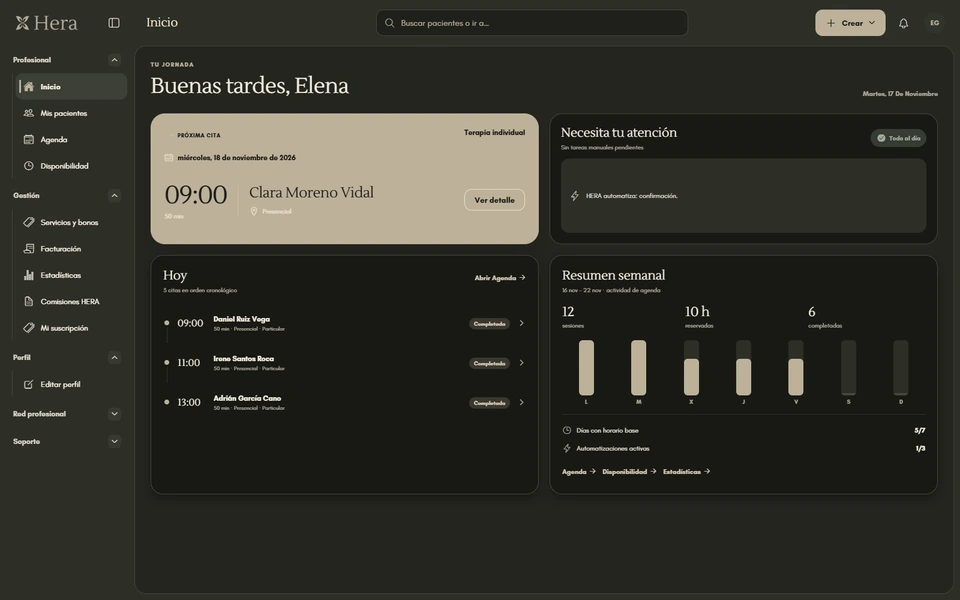 Hera
Inicio
Buscar pacientes o ir a...
Crear
EG
Profesional
Inicio
Mis pacientes
Agenda
Disponibilidad
Gestión
Servicios y bonos
Facturación
Estadísticas
Comisiones HERA
Mi suscripción
Perfil
Editar perfil
Red profesional
Soporte
TU JORNADA
Buenas tardes, Elena
Martes, 17 De Noviembre
PRÓXIMA CITA
Terapia individual
miércoles, 18 de noviembre de 2026
09:00
50 min
Clara Moreno Vidal
Presencial
Ver detalle
Necesita tu atención
Sin tareas manuales pendientes
Todo al día
HERA automatiza: confirmación.
Hoy
5 citas en orden cronológico
Abrir Agenda
09:00
Daniel Ruiz Vega
50 min · Presencial · Particular
Completada
11:00
Irene Santos Roca
50 min · Presencial · Particular
Completada
13:00
Adrián García Cano
50 min · Presencial · Particular
Completada
Resumen semanal
16 nov - 22 nov · actividad de agenda
12
sesiones
10 h
reservadas
6
completadas
L M X J V S D
Días con horario base 5/7
Automatizaciones activas 1/3
Agenda Disponibilidad Estadísticas